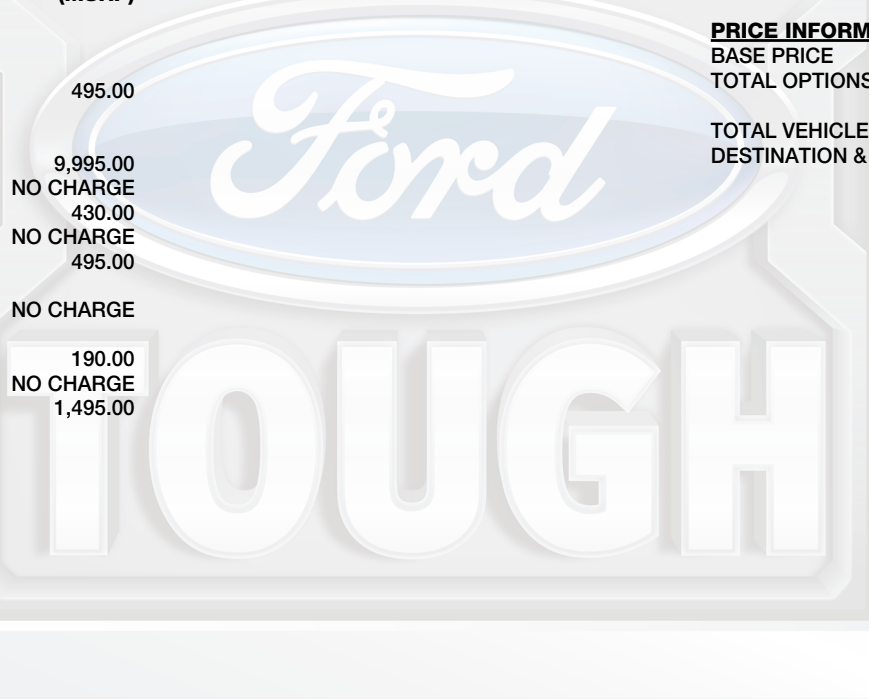 (MSRP)
495.00
9,995.00
NO CHARGE
430.00
NO CHARGE
495.00
NO CHARGE
190.00
NO CHARGE
1,495.00
PRICE INFORM
BASE PRICE
TOTAL OPTIONS
TOTAL VEHICLE
DESTINATION &
Ford
TOUGH